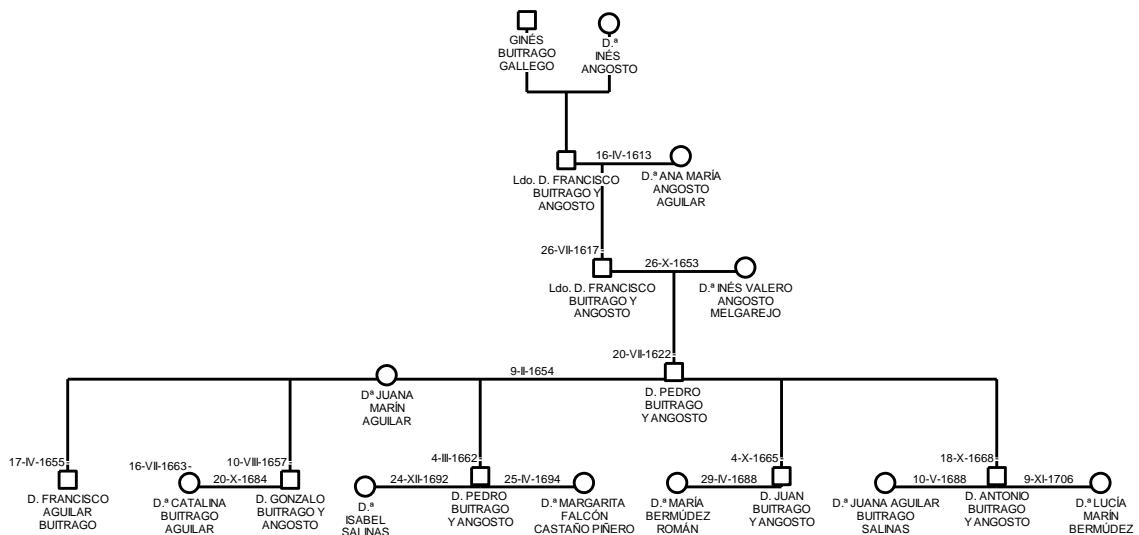 GINÉS
BUITRAGO
GALLEGO
D.ª
INÉS
ANGOSTO
16-IV-1613
Ldo. D. FRANCISCO
BUITRAGO Y
ANGOSTO
D.ª ANA MARÍA
ANGOSTO
AGUILAR
26-VII-1617-
26-X-1653
Ldo. D. FRANCISCO
BUITRAGO Y
ANGOSTO
D.ª INÉS VALERO
ANGOSTO
MELGAREJO
20-VII-1622-
9-II-1654
Dª JUANA
MARÍN
AGUILAR
D. PEDRO
BUITRAGO
Y ANGOSTO
17-IV-1655-
D. FRANCISCO
AGUILAR
BUITRAGO
16-VII-1663-
20-X-1684
D.ª CATALINA
BUITRAGO
AGUILAR
10-VIII-1657-
D. GONZALO
BUITRAGO Y
ANGOSTO
24-XII-1692
D.ª
ISABEL
SALINAS
4-III-1662-
D. PEDRO
BUITRAGO
Y ANGOSTO
25-IV-1694
D.ª MARGARITA
FALCÓN
CASTAÑO PIÑERO
29-IV-1688
D.ª MARÍA
BERMÚDEZ
ROMÁN
4-X-1665-
D. JUAN
BUITRAGO
Y ANGOSTO
10-V-1688
D.ª JUANA AGUILAR
BUITRAGO
SALINAS
18-X-1668-
D. ANTONIO
BUITRAGO
Y ANGOSTO
9-XI-1706
D.ª LUCÍA
MARÍN
BERMÚDEZ